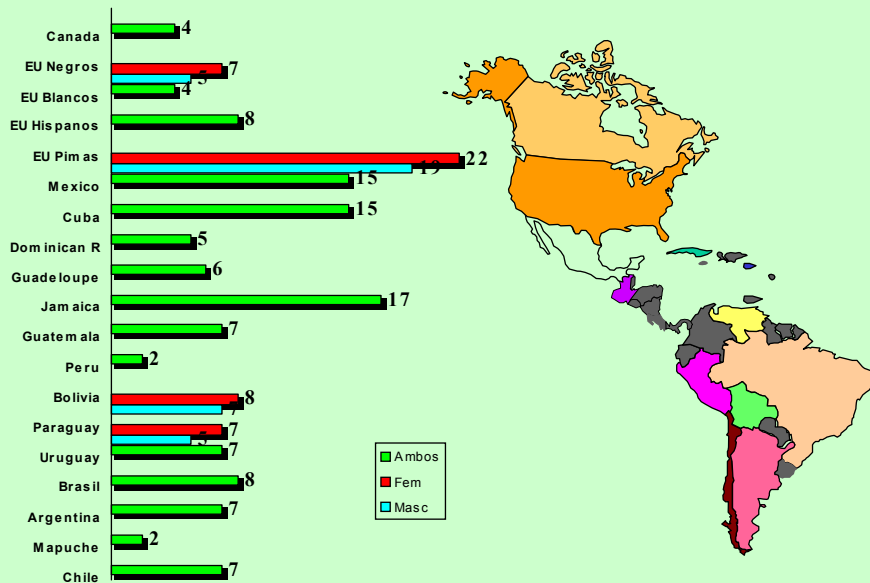 Canada 4
EU Negros 7
5
EU Blancos 4
EU Hispanos 8
EU Pimas 22
19
Mexico 15
Cuba 15
Dominican R 5
Guadeloupe 6
Jamaica 17
Guatemala 7
Peru 2
Bolivia 8
7
Paraguay 7
5
Uruguay 7
Brasil 8
Argentina 7
Mapuche 2
Chile 7
Ambos
Fem
Masc